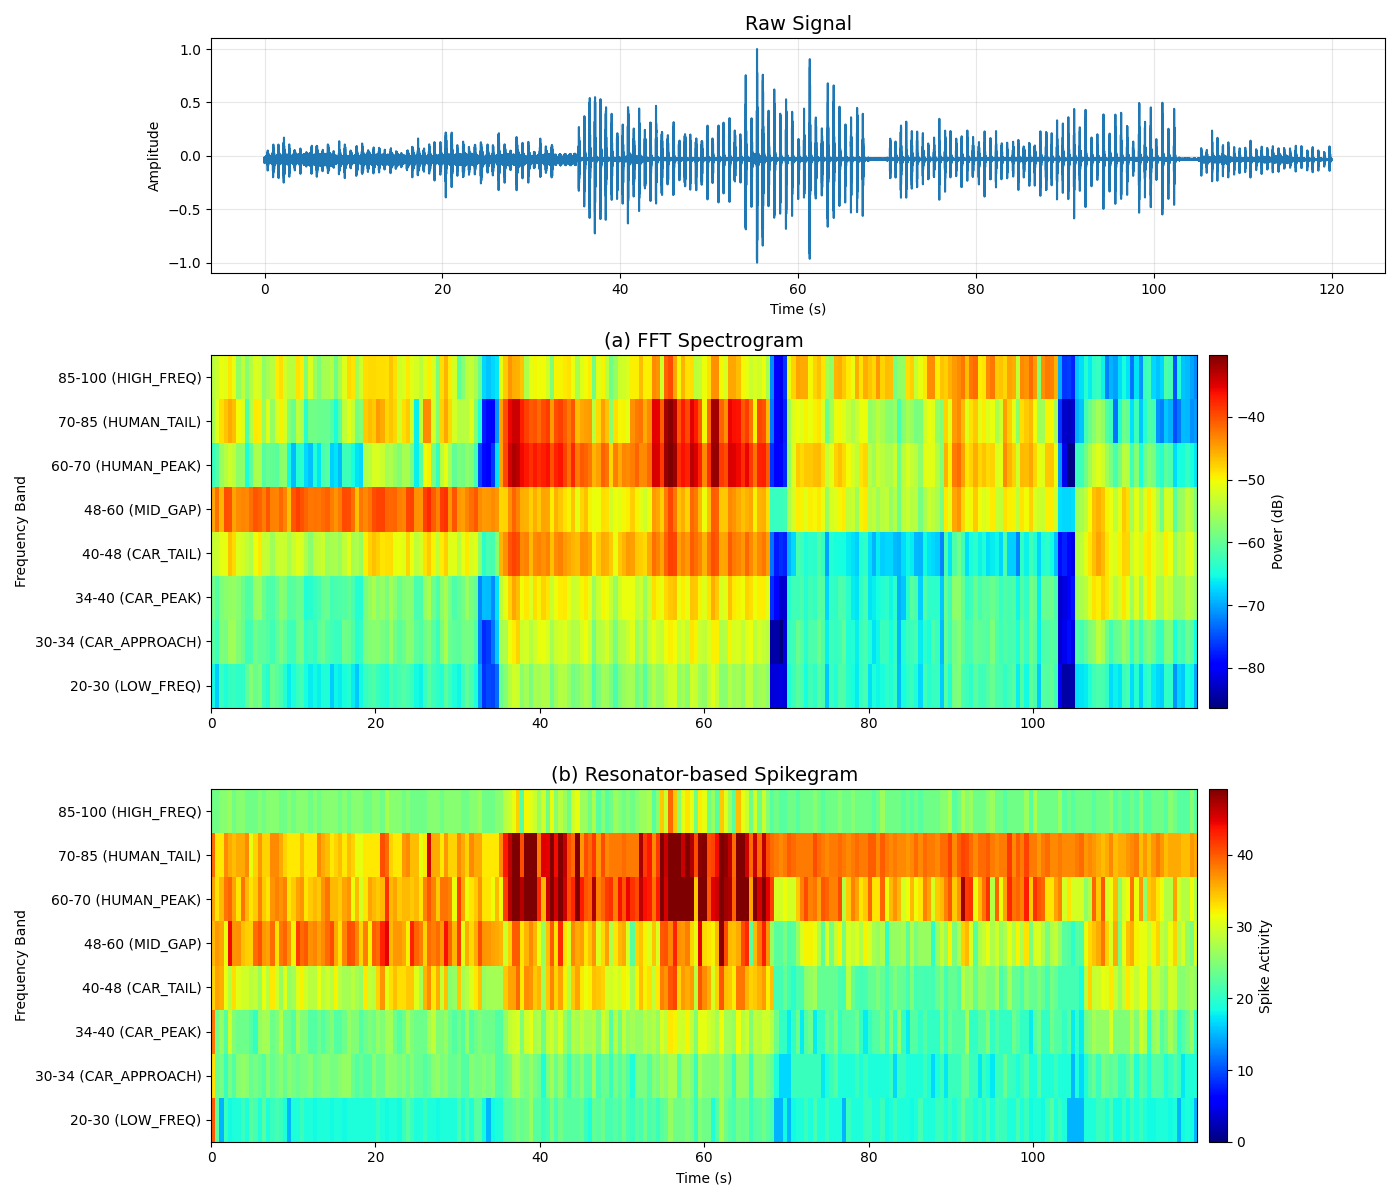 Raw Signal
1.0
0.5
0.0
−0.5
−1.0
Amplitude
0 20 40 60 80 100 120
Time (s)
(a) FFT Spectrogram
85-100 (HIGH_FREQ)
70-85 (HUMAN_TAIL)
60-70 (HUMAN_PEAK)
48-60 (MID_GAP)
40-48 (CAR_TAIL)
34-40 (CAR_PEAK)
30-34 (CAR_APPROACH)
20-30 (LOW_FREQ)
Frequency Band
0 20 40 60 80 100
−40
−50
−60
−70
−80
Power (dB)
(b) Resonator-based Spikegram
85-100 (HIGH_FREQ)
70-85 (HUMAN_TAIL)
60-70 (HUMAN_PEAK)
48-60 (MID_GAP)
40-48 (CAR_TAIL)
34-40 (CAR_PEAK)
30-34 (CAR_APPROACH)
20-30 (LOW_FREQ)
Frequency Band
0 20 40 60 80 100
Time (s)
40
30
20
10
0
Spike Activity